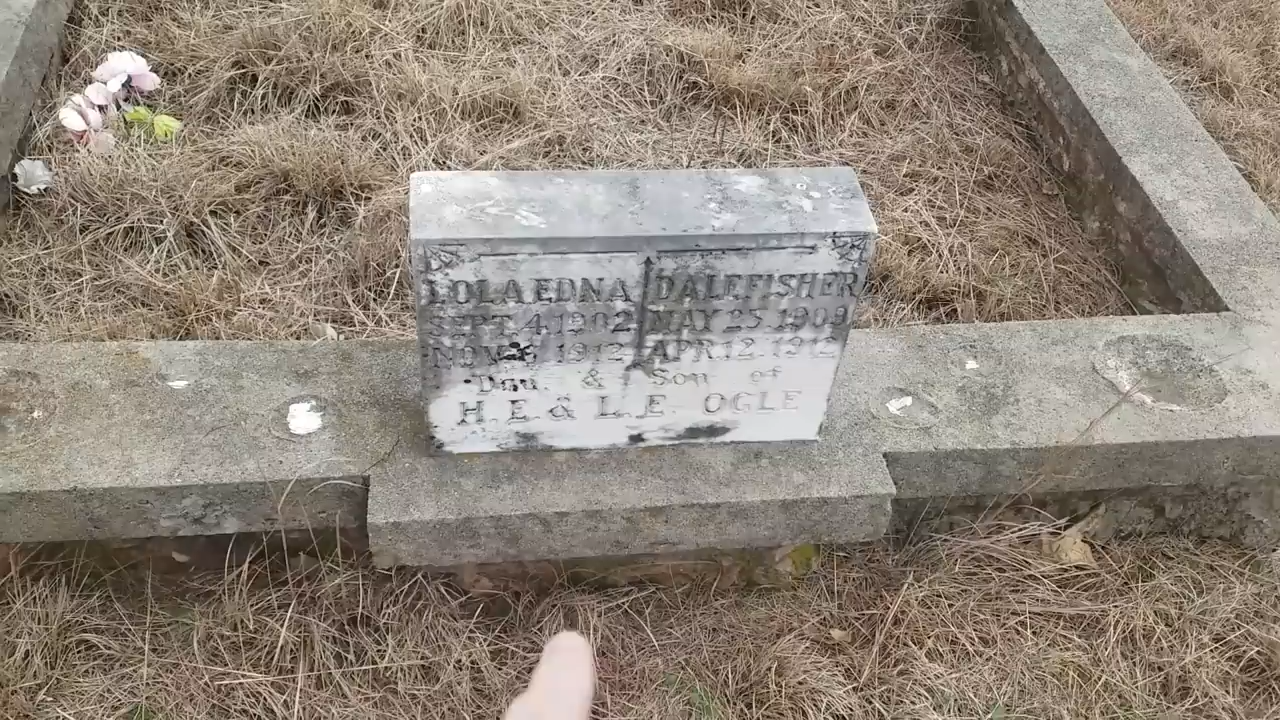 LOLA EDNA DALE FISHER
SEPT. 4. 1902 MAY 25. 1909
NOV. 1912 APR. 12. 1912
Dau. & Son of
H. E. & L. E. OGLE